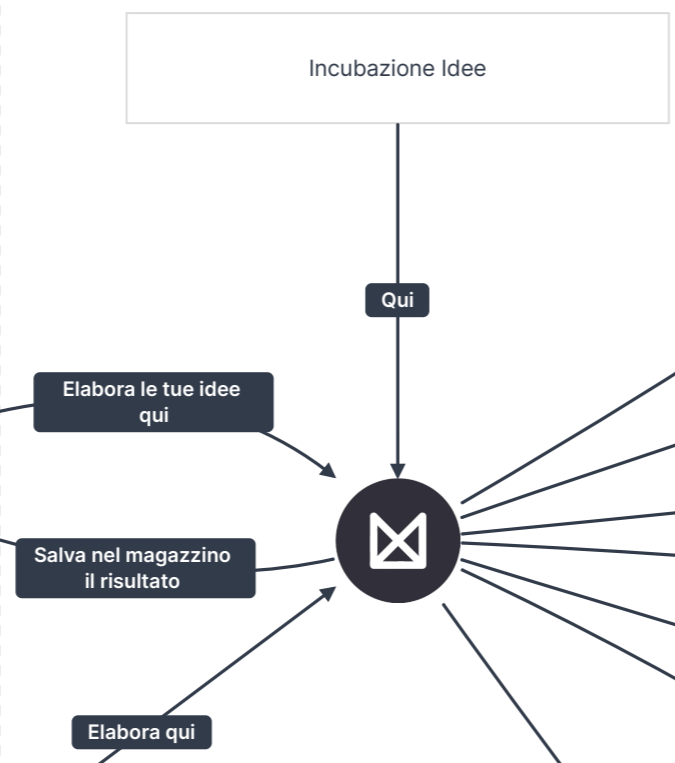 Incubazione Idee
Qui
Elabora le tue idee
qui
Salva nel magazzino
il risultato
Elabora qui